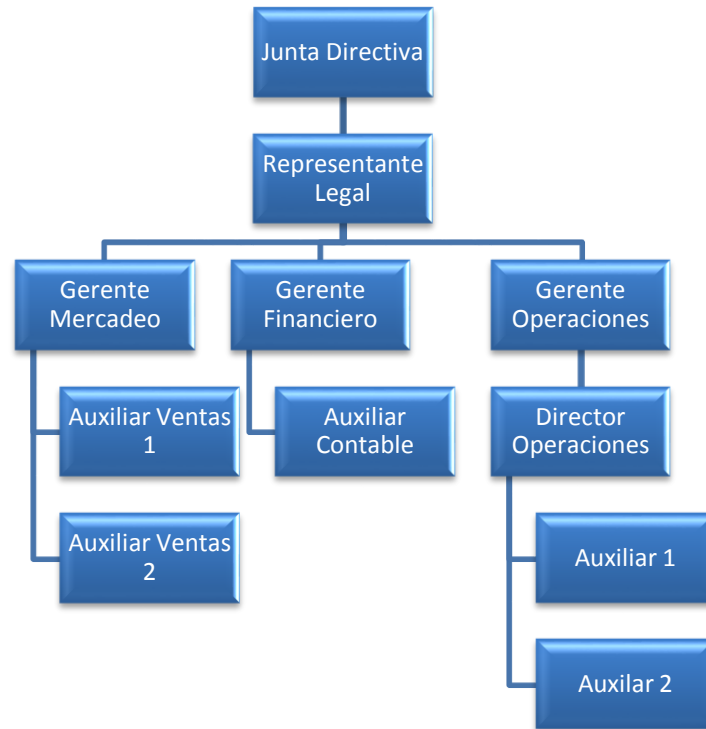 Junta Directiva
Representante
Legal
Gerente
Mercadeo
Gerente
Financiero
Gerente
Operaciones
Auxiliar Ventas
1
Auxiliar
Contable
Director
Operaciones
Auxiliar Ventas
2
Auxiliar 1
Auxilar 2